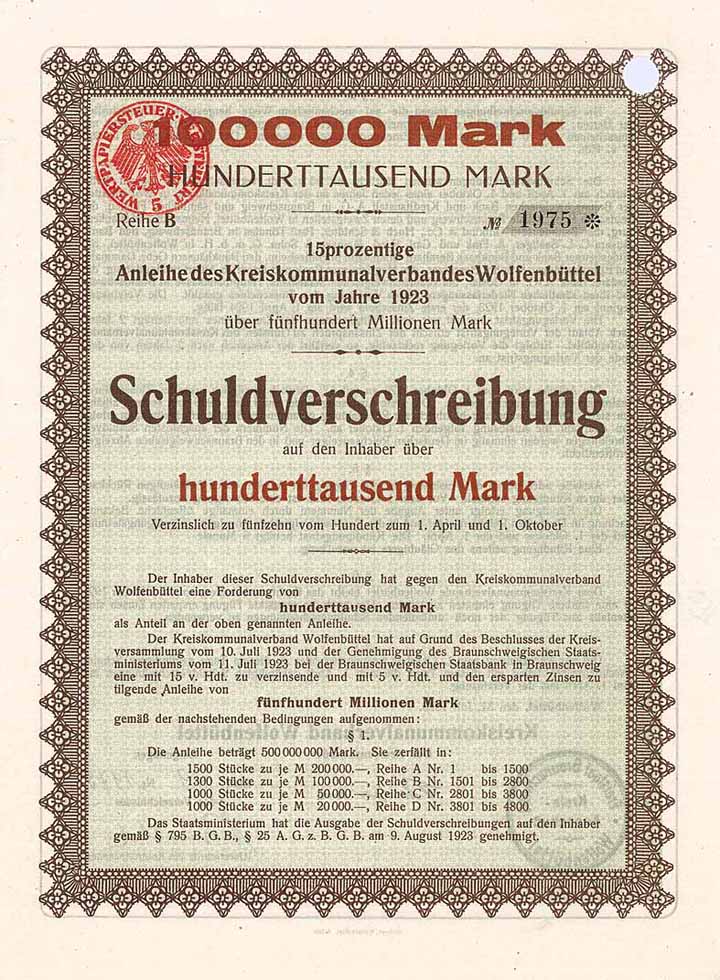 100000 Mark
HUNDERTTAUSEND MARK
WERTPAPIERSTEUER
5
Reihe B
№ 1975 *
15prozentige
Anleihe des Kreiskommunalverbandes Wolfenbüttel
vom Jahre 1923
über fünfhundert Millionen Mark
Schuldverschreibung
auf den Inhaber über
hunderttausend Mark
Verzinslich zu fünfzehn vom Hundert zum 1. April und 1. Oktober
Der Inhaber dieser Schuldverschreibung hat gegen den Kreiskommunalverband
Wolfenbüttel eine Forderung von
hunderttausend Mark
als Anteil an der oben genannten Anleihe.
Der Kreiskommunalverband Wolfenbüttel hat auf Grund des Beschlusses der Kreis-
versammlung vom 10. Juli 1923 und der Genehmigung des Braunschweigischen Staats-
ministeriums vom 11. Juli 1923 bei der Braunschweigischen Staatsbank in Braunschweig
eine mit 15 v. Hdt. zu verzinsende und mit 5 v. Hdt. und den ersparten Zinsen zu
tilgende Anleihe von
fünfhundert Millionen Mark
gemäß der nachstehenden Bedingungen aufgenommen:
§ 1.
Die Anleihe beträgt 500 000 000 Mark. Sie zerfällt in:
1500 Stücke zu je M 200 000.—, Reihe A Nr. 1 bis 1500
1300 Stücke zu je M 100 000.—, Reihe B Nr. 1501 bis 2800
1000 Stücke zu je M 50 000.—, Reihe C Nr. 2801 bis 3800
1000 Stücke zu je M 20 000.—, Reihe D Nr. 3801 bis 4800
Das Staatsministerium hat die Ausgabe der Schuldverschreibungen auf den Inhaber
gemäß § 795 B. G. B., § 25 A. G. z. B. G. B. am 9. August 1923 genehmigt.